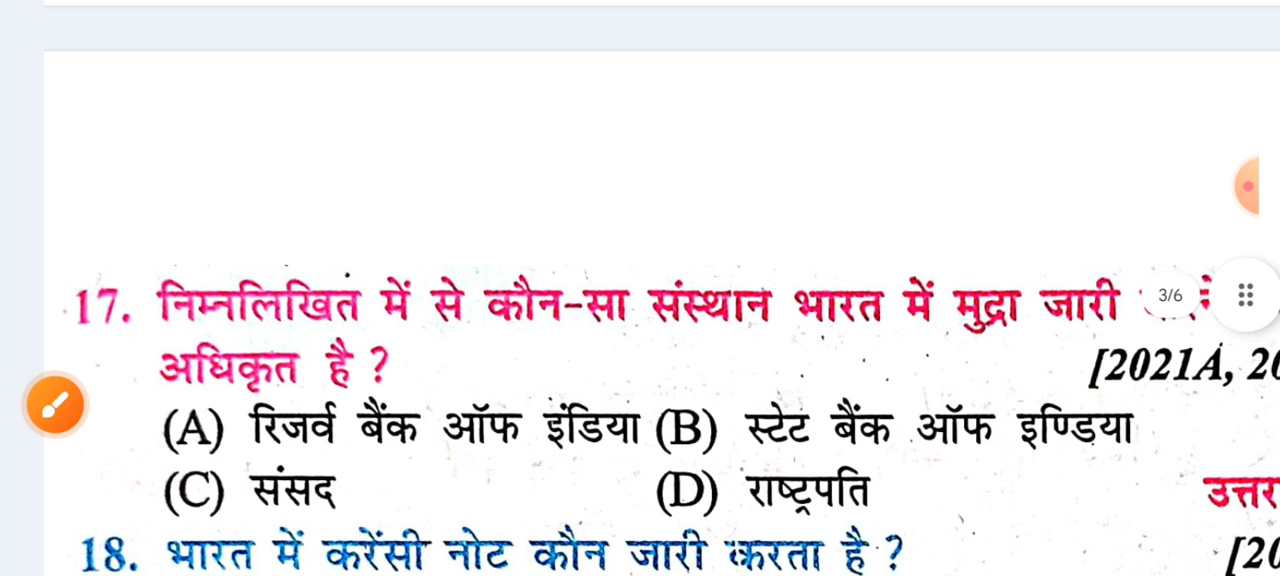 17. निम्नलिखित में से कौन-सा संस्थान भारत में मुद्रा जारी
3/6
अधिकृत है ? [2021A, 20
(A) रिजर्व बैंक ऑफ इंडिया (B) स्टेट बैंक ऑफ इण्डिया
(C) संसद (D) राष्ट्रपति उत्तर
18. भारत में करेंसी नोट कौन जारी करता है ? [20